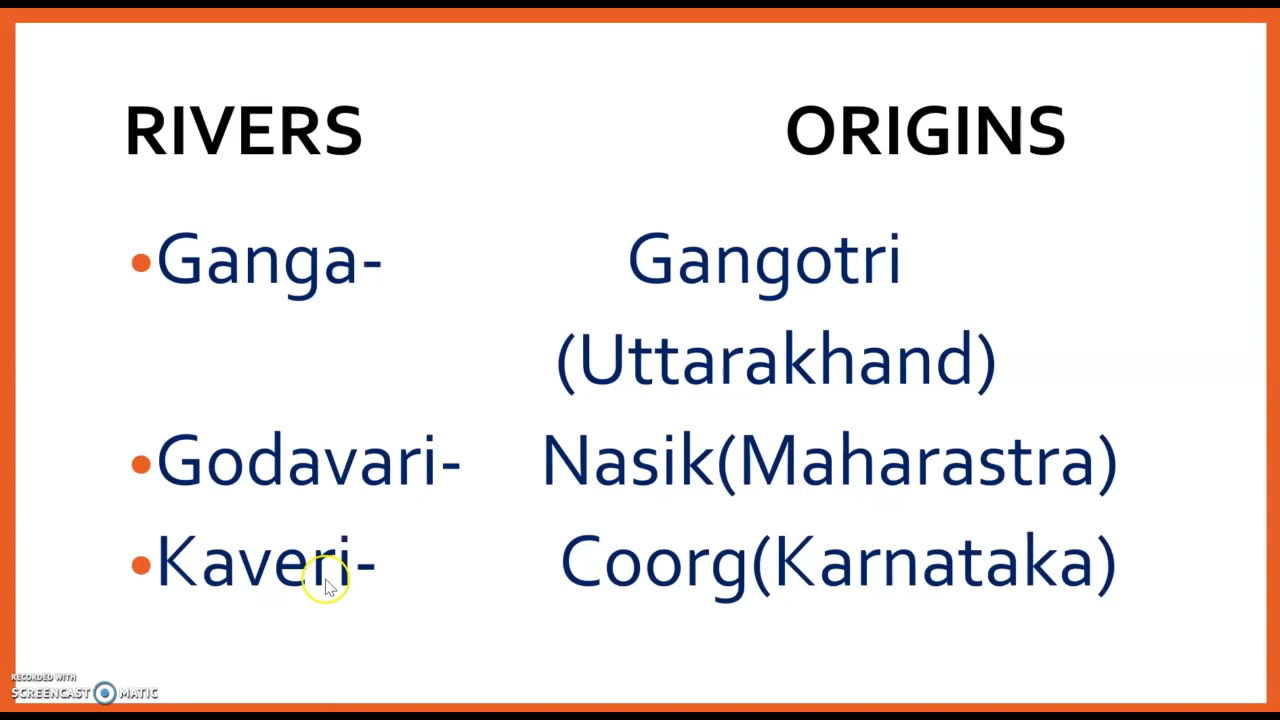 RIVERS ORIGINS
•Ganga- Gangotri
(Uttarakhand)
•Godavari- Nasik(Maharastra)
•Kaveri- Coorg(Karnataka)
RECORDED WITH
SCREENCAST MATIC